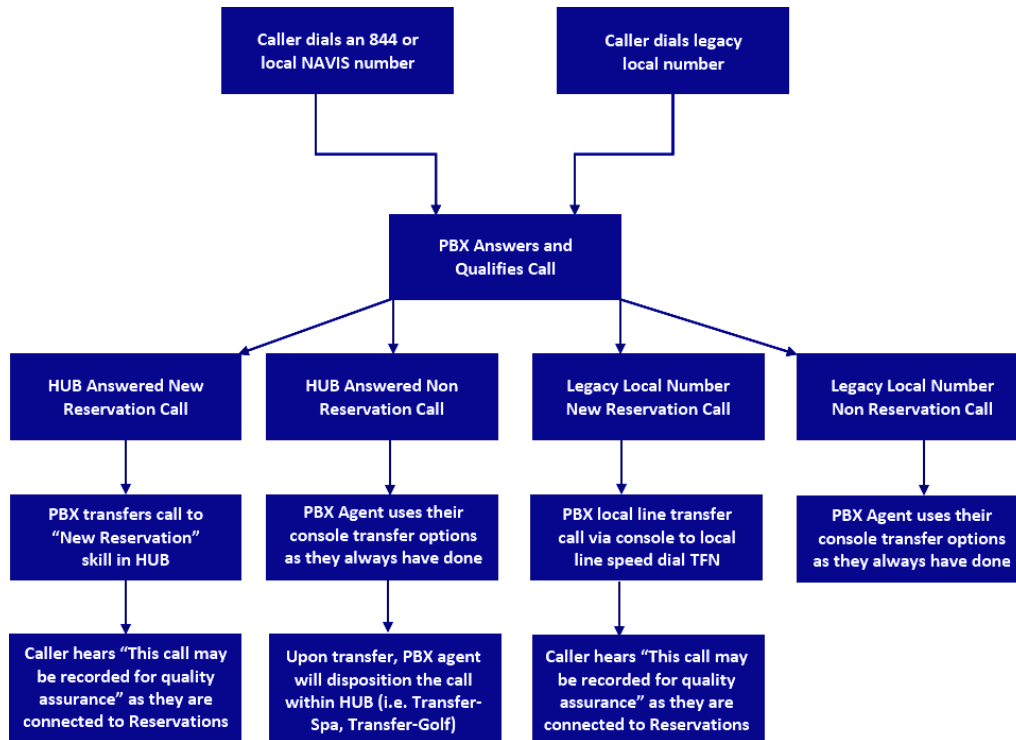 Caller dials an 844 or
local NAVIS number
Caller dials legacy
local number
PBX Answers and
Qualifies Call
HUB Answered New
Reservation Call
HUB Answered Non
Reservation Call
Legacy Local Number
New Reservation Call
Legacy Local Number
Non Reservation Call
PBX transfers call to
“New Reservation”
skill in HUB
PBX Agent uses their
console transfer options
as they always have done
PBX local line transfer
call via console to local
line speed dial TFN
PBX Agent uses their
console transfer options
as they always have done
Caller hears “This call may
be recorded for quality
assurance” as they are
connected to Reservations
Upon transfer, PBX agent
will disposition the call
within HUB (i.e. Transfer-
Spa, Transfer-Golf)
Caller hears “This call may
be recorded for quality
assurance” as they are
connected to Reservations